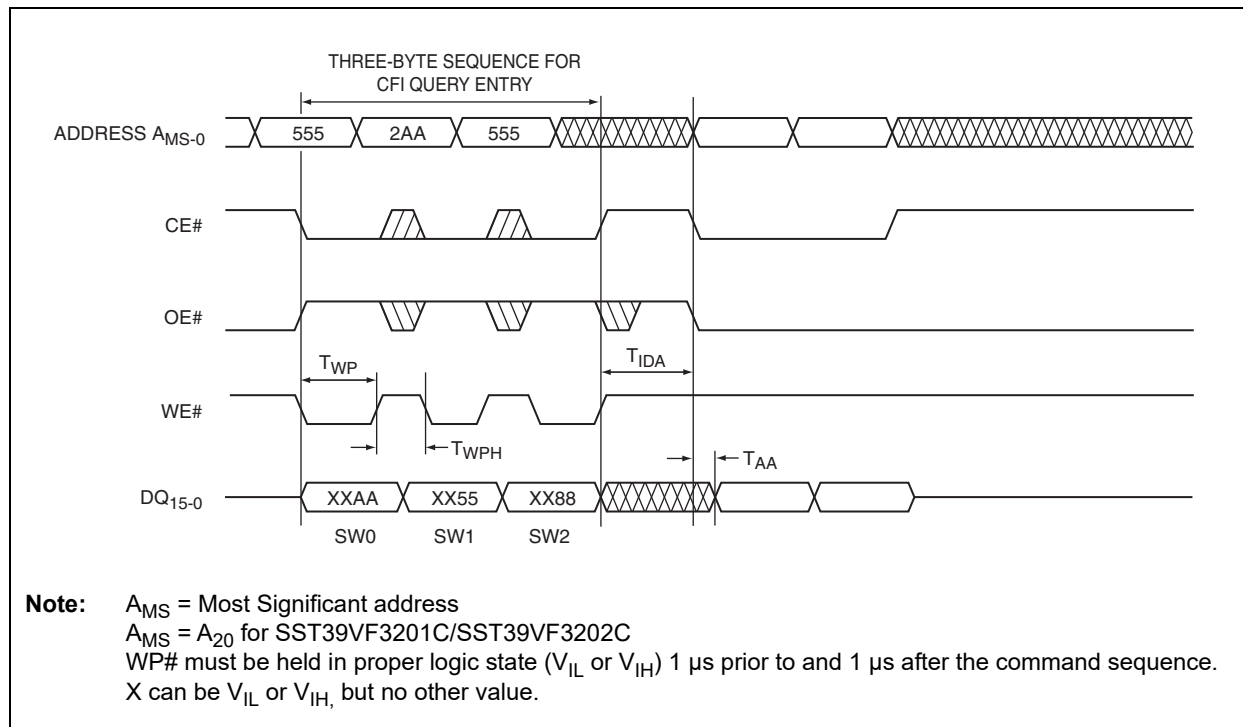 THREE-BYTE SEQUENCE FOR
CFI QUERY ENTRY
ADDRESS AMS-0
555
2AA
555
CE#
OE#
TWP
TIDA
WE#
TWPH
TAA
DQ15-0
XXAA
XX55
XX88
SW0
SW1
SW2
Note: AMS = Most Significant address
AMS = A20 for SST39VF3201C/SST39VF3202C
WP# must be held in proper logic state (VIL or VIH) 1 µs prior to and 1 µs after the command sequence.
X can be VIL or VIH, but no other value.